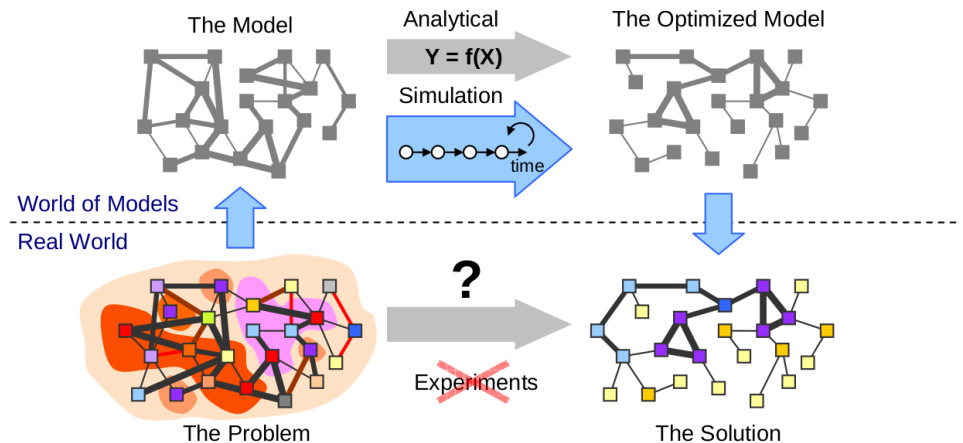 The Model
Analytical
The Optimized Model
Y = f(X)
Simulation
time
World of Models
Real World
?
Experiments
The Problem
The Solution